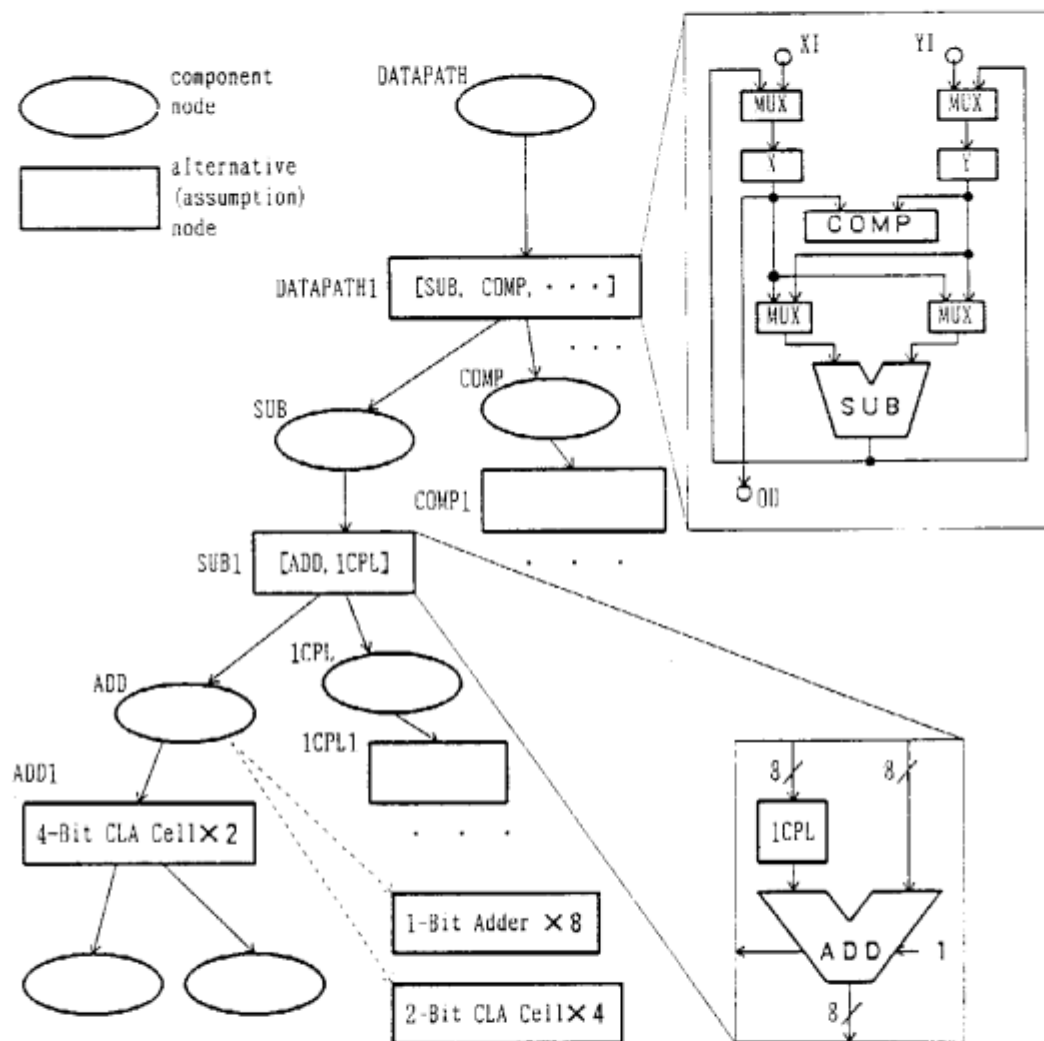 component
node
alternative
(assumption)
node
DATAPATH
DATAPATH1
[SUB, COMP, · · · ]
· · ·
SUB
COMP
COMP1
· · ·
SUB1
[ADD, 1CPL]
ADD
1CPL
1CPL1
· · ·
ADD1
4-Bit CLA Cell×2
1-Bit Adder ×8
2-Bit CLA Cell×4
XI
YI
MUX
MUX
X
Y
COMP
MUX
MUX
SUB
OU
8
8
1CPL
ADD
1
8